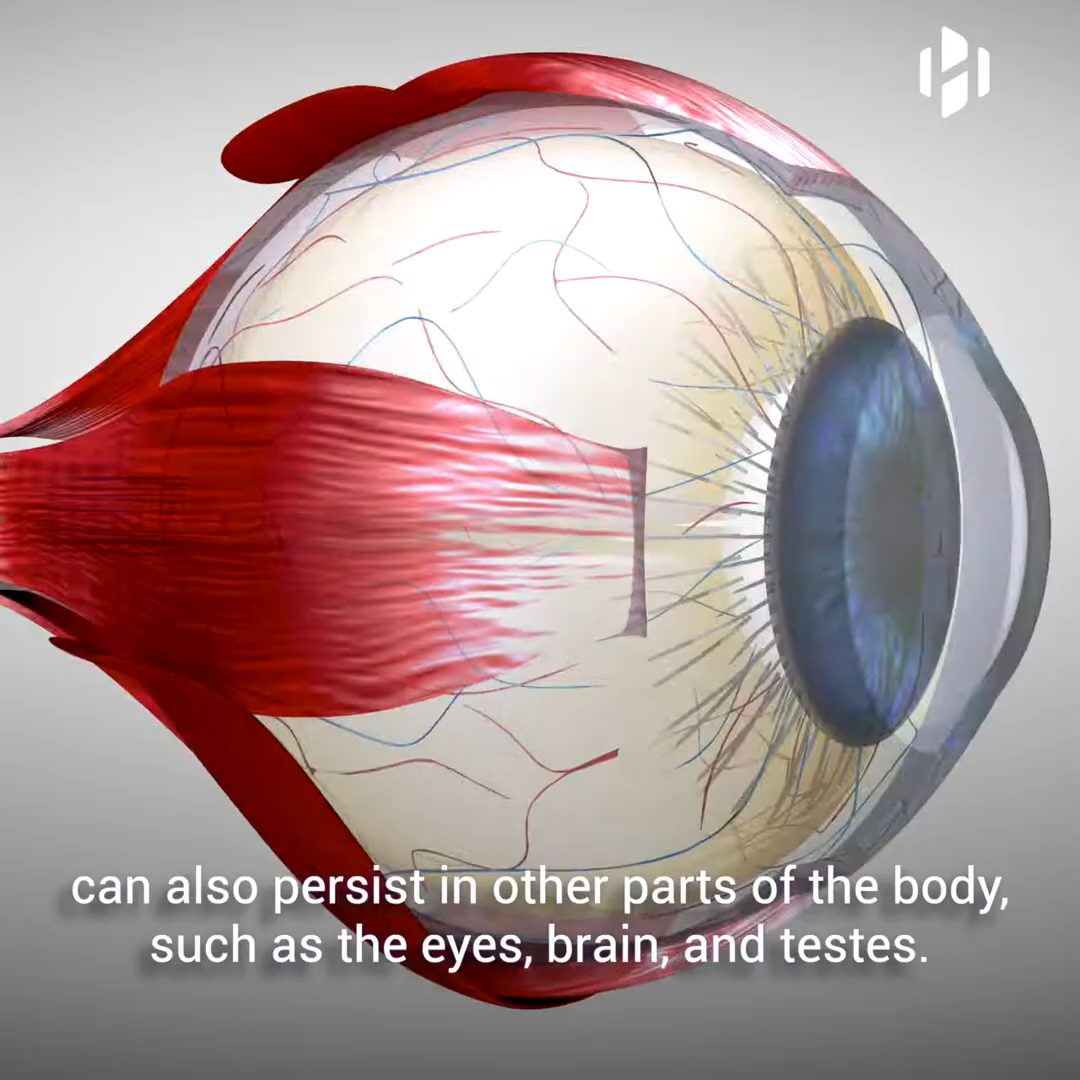 can also persist in other parts of the body,
such as the eyes, brain, and testes.